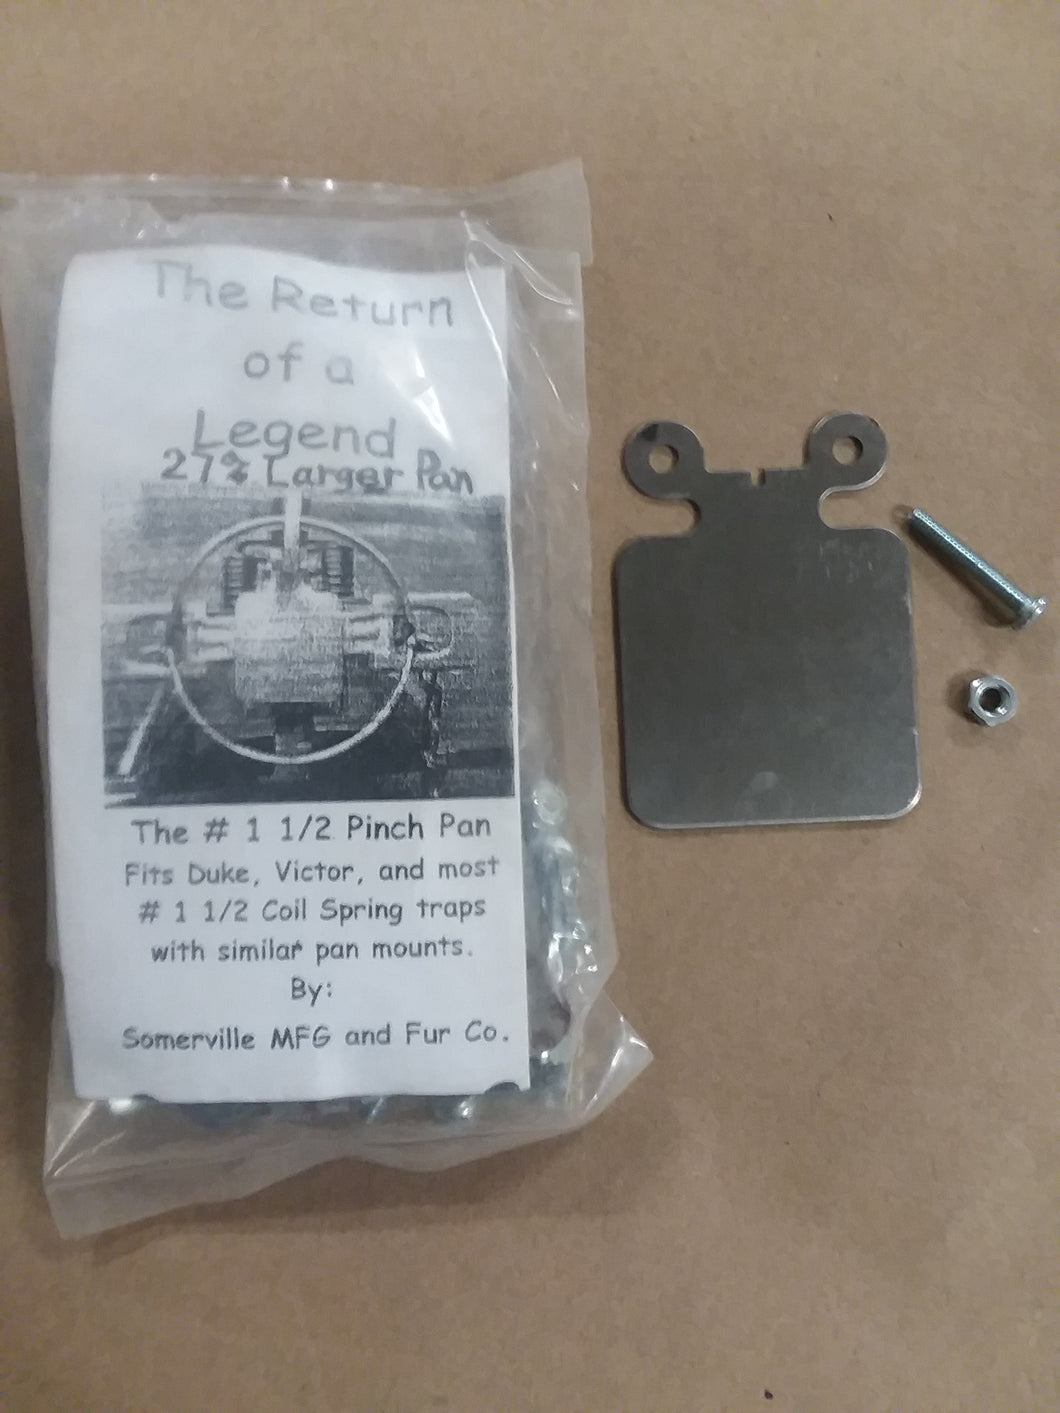 The Return
of a
Legend
27% Larger Pan
The # 1 1/2 Pinch Pan
Fits Duke, Victor, and most
# 1 1/2 Coil Spring traps
with similar pan mounts.
By:
Somerville MFG and Fur Co.